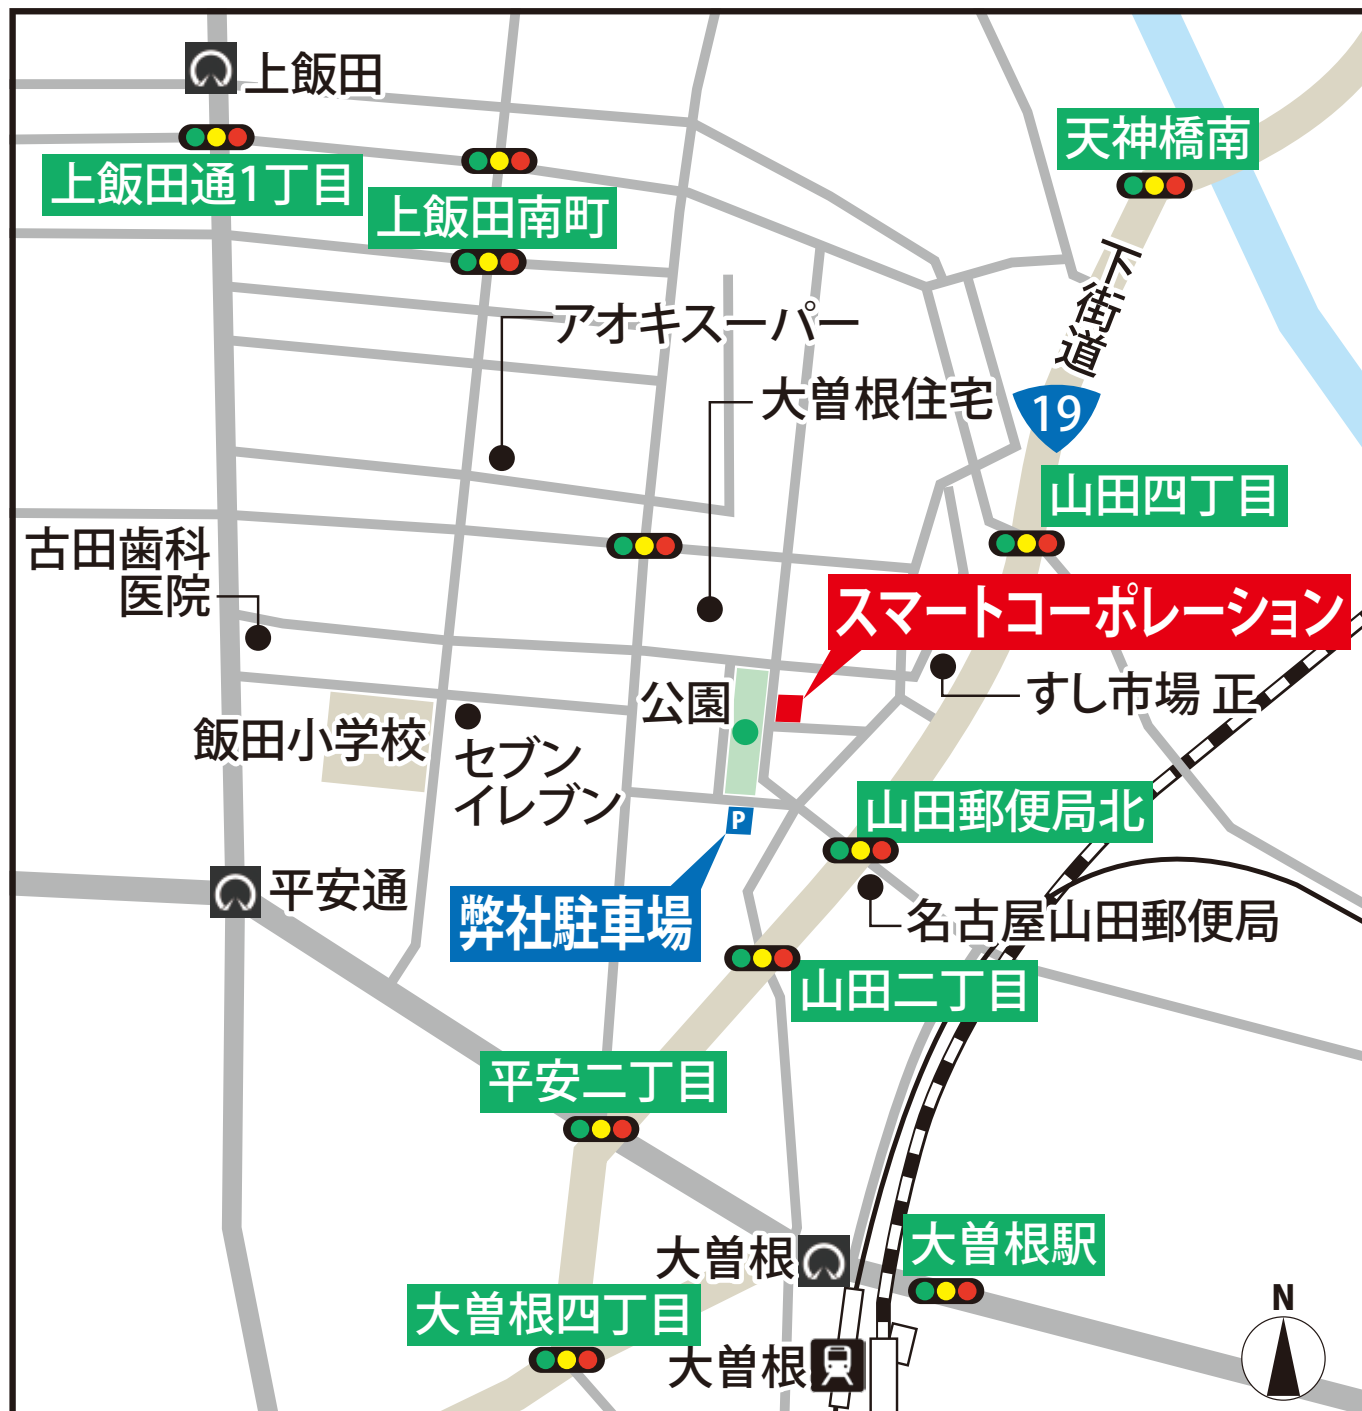 上飯田
天神橋南
上飯田通1丁目
上飯田南町
下街道
アオキスーパー
大曽根住宅
19
山田四丁目
古田歯科
医院
スマートコーポレーション
公園
すし市場 正
飯田小学校
セブン
イレブン
山田郵便局北
P
平安通
弊社駐車場
名古屋山田郵便局
山田二丁目
平安二丁目
大曽根
大曽根駅
大曽根四丁目
N
大曽根